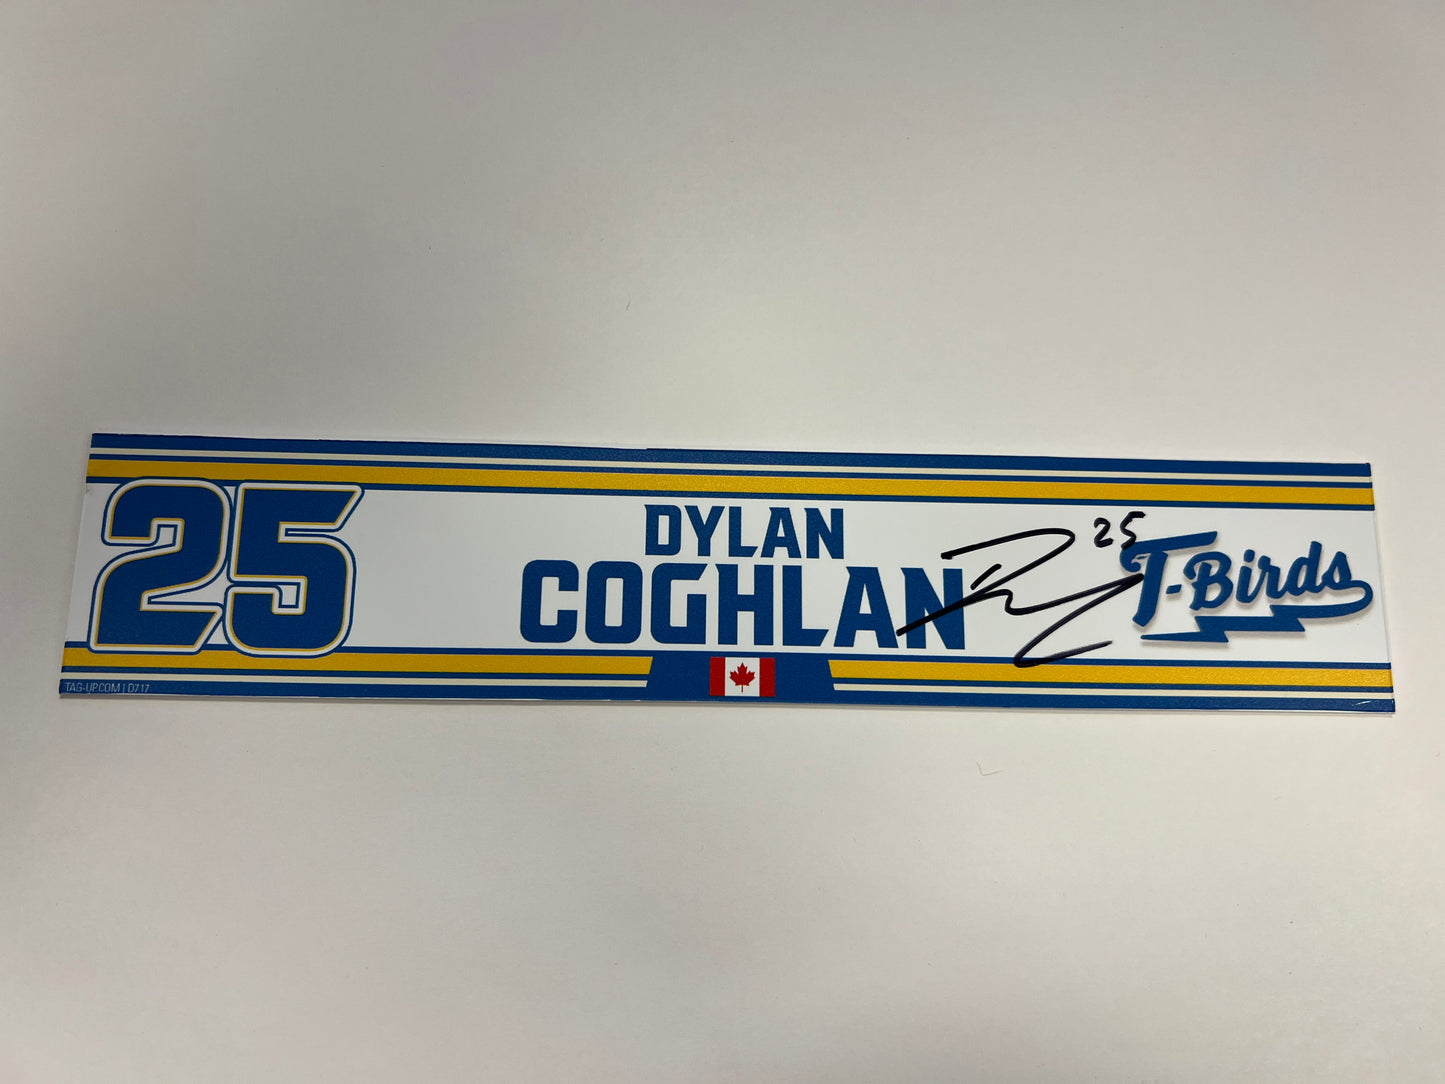 25
DYLAN
COGHLAN
25
T-Birds
TAG-UP.COM | D717